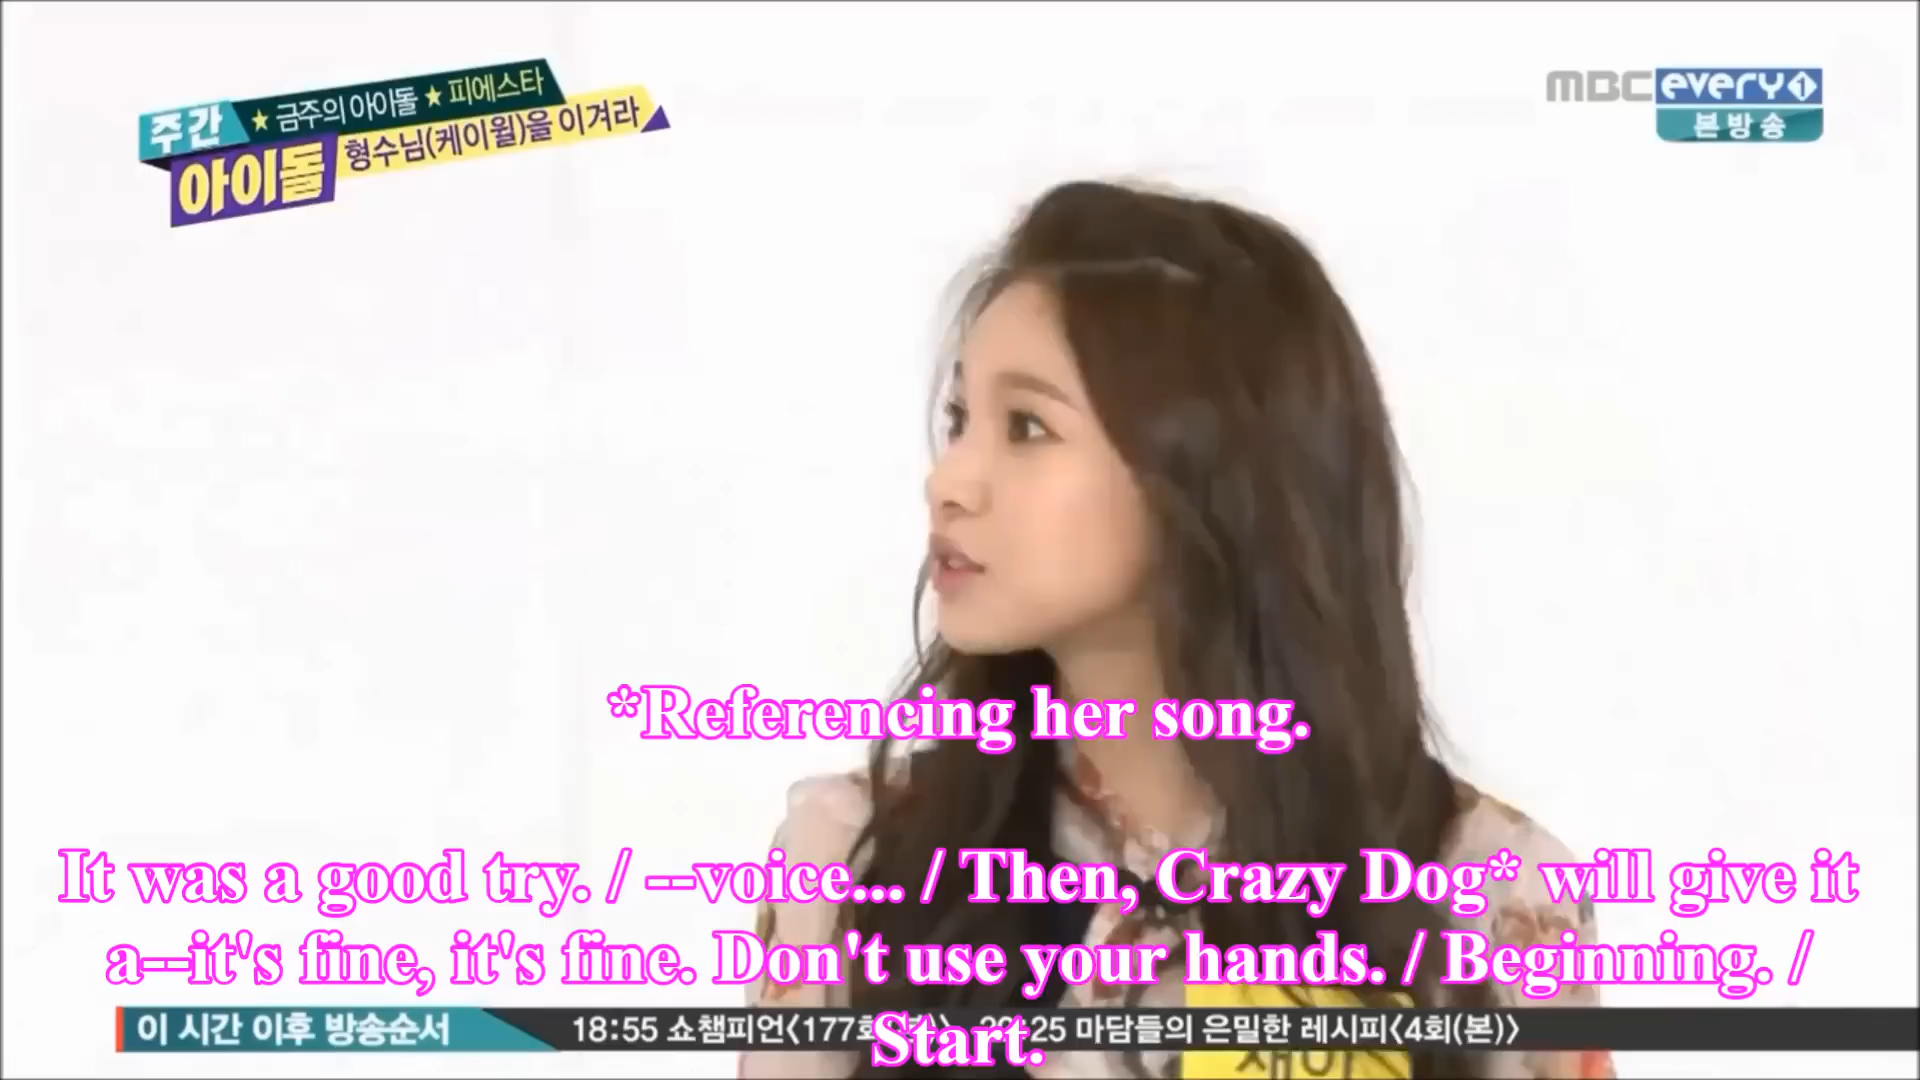 주간
아이돌
★ 금주의 아이돌 ★ 피에스타
형수님(케이윌)을 이겨라
MBC every1
본방송
*Referencing her song.
It was a good try. / --voice... / Then, Crazy Dog* will give it
a--it's fine, it's fine. Don't use your hands. / Beginning. /
Start.
이 시간 이후 방송순서
18:55 쇼챔피언<177회 :25 마담들의 은밀한 레시피<4회(본)>